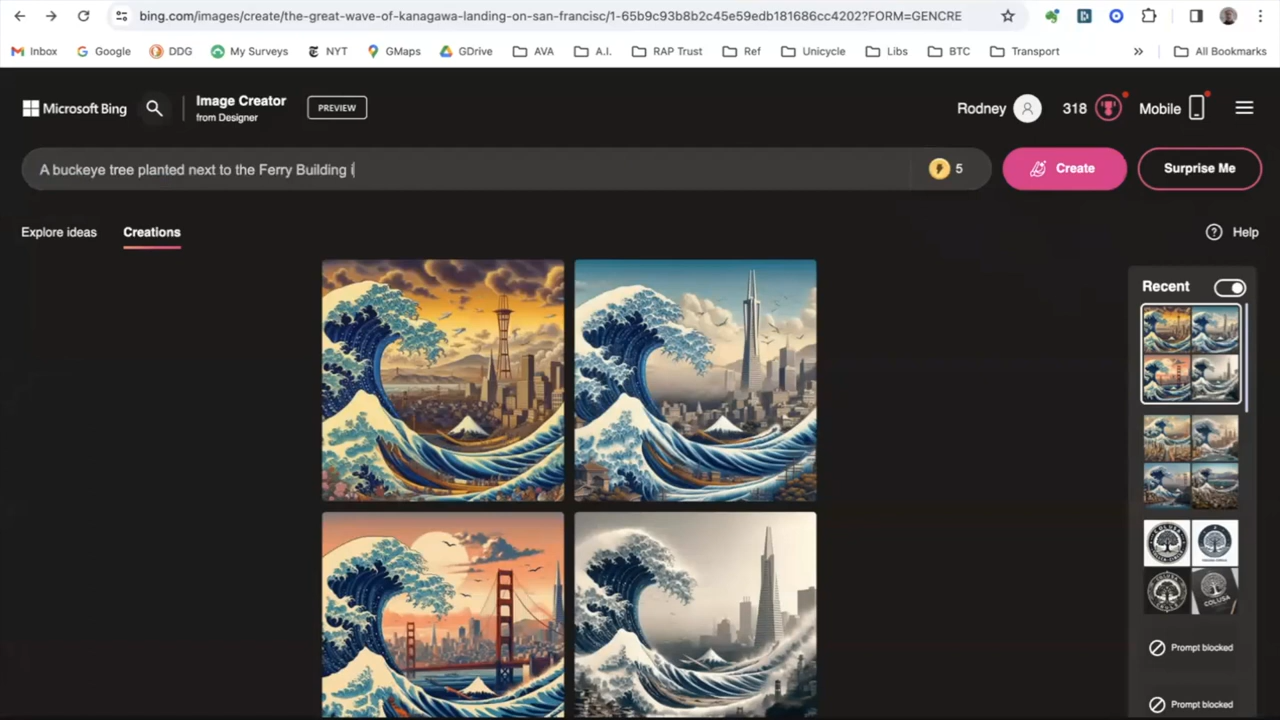 bing.com/images/create/the-great-wave-of-kanagawa-landing-on-san-francisc/1-65b9c93b8b2c45e59edb181686cc4202?FORM=GENCRE
Inbox Google DDG My Surveys NYT GMaps GDrive AVA A.I. RAP Trust Ref Unicycle Libs BTC Transport » All Bookmarks
Microsoft Bing Image Creator from Designer PREVIEW Rodney 318 Mobile
A buckeye tree planted next to the Ferry Building i 5 Create Surprise Me
Explore ideas Creations Help
Recent
COLUSA
Prompt blocked
Prompt blocked